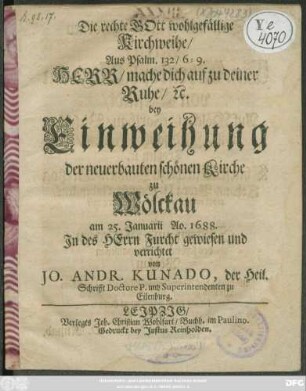 Die rechte GOtt wohlgefällige
Kirchweihe/
Aus Psalm. 132/6:9.
HERR/ mache dich auf zu deiner
Ruhe/ ꝛc.
bey
Einweihung
der neuerbauten schönen Kirche
zu
Wölckau
am 25. Januarii Ao. 1688.
In des HErrn Furcht gewiesen und
verrichtet
von
JO. ANDR. KUNADO, der Heil.
Schrifft Doctore P. und Superintendenten zu
Eilenburg.
LEIPZIG/
Verlegts Joh. Christian Wohlfart/ Buchh. im Paulino.
Gedruckt bey Justus Reinholden.
Ye
4070